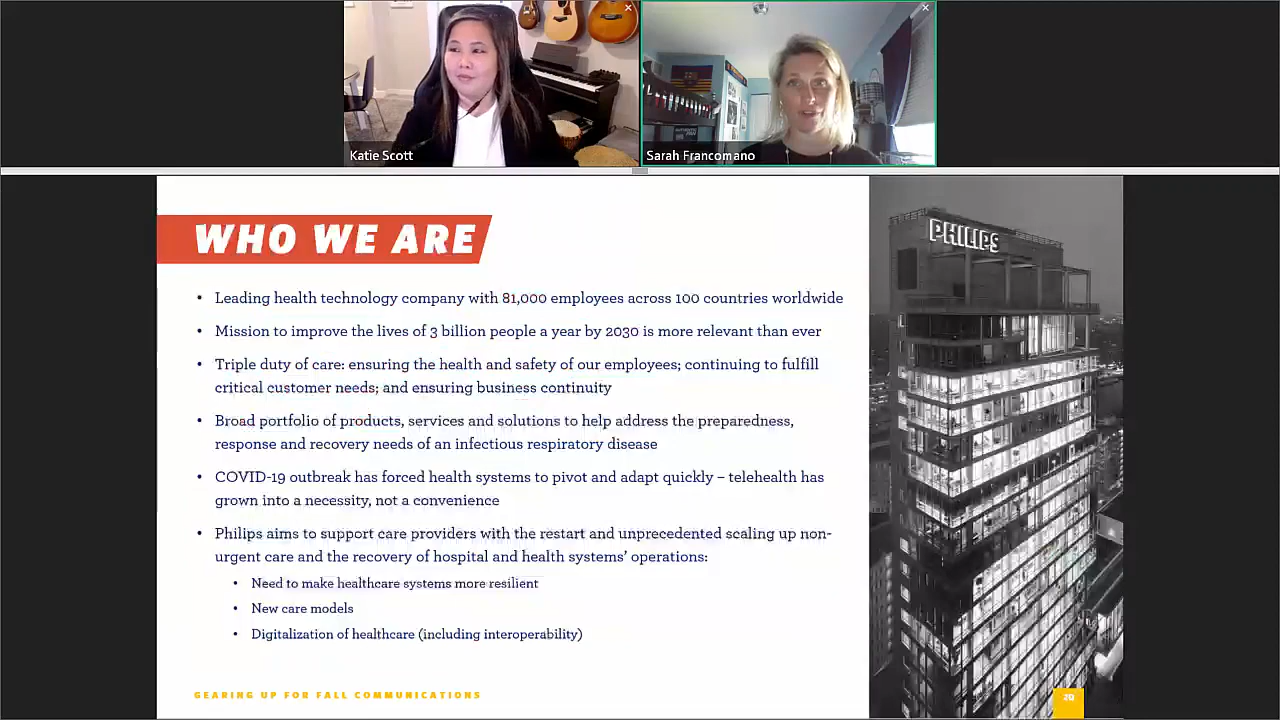 Katie Scott
Sarah Francomano
WHO WE ARE
PHILIPS
• Leading health technology company with 81,000 employees across 100 countries worldwide
• Mission to improve the lives of 3 billion people a year by 2030 is more relevant than ever
• Triple duty of care: ensuring the health and safety of our employees; continuing to fulfill
critical customer needs; and ensuring business continuity
• Broad portfolio of products, services and solutions to help address the preparedness,
response and recovery needs of an infectious respiratory disease
• COVID-19 outbreak has forced health systems to pivot and adapt quickly – telehealth has
grown into a necessity, not a convenience
• Philips aims to support care providers with the restart and unprecedented scaling up non-
urgent care and the recovery of hospital and health systems’ operations:
• Need to make healthcare systems more resilient
• New care models
• Digitalization of healthcare (including interoperability)
GEARING UP FOR FALL COMMUNICATIONS